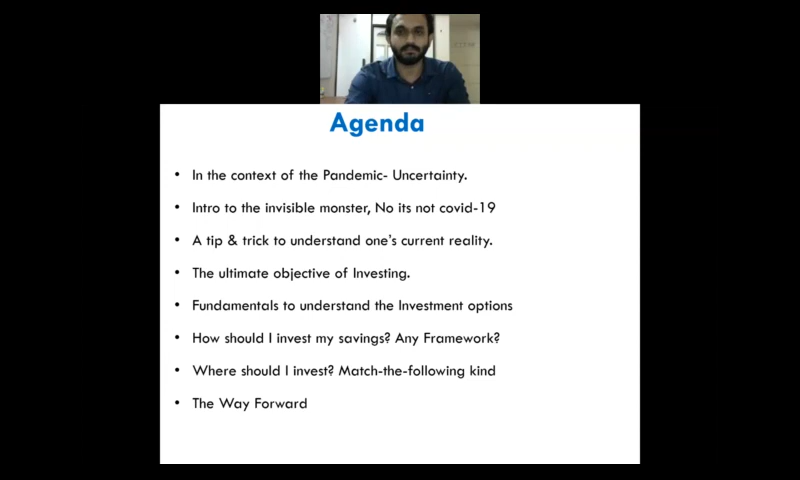 Agenda
• In the context of the Pandemic- Uncertainty.
• Intro to the invisible monster, No its not covid-19
• A tip & trick to understand one's current reality.
• The ultimate objective of Investing.
• Fundamentals to understand the Investment options
• How should I invest my savings? Any Framework?
• Where should I invest? Match-the-following kind
• The Way Forward